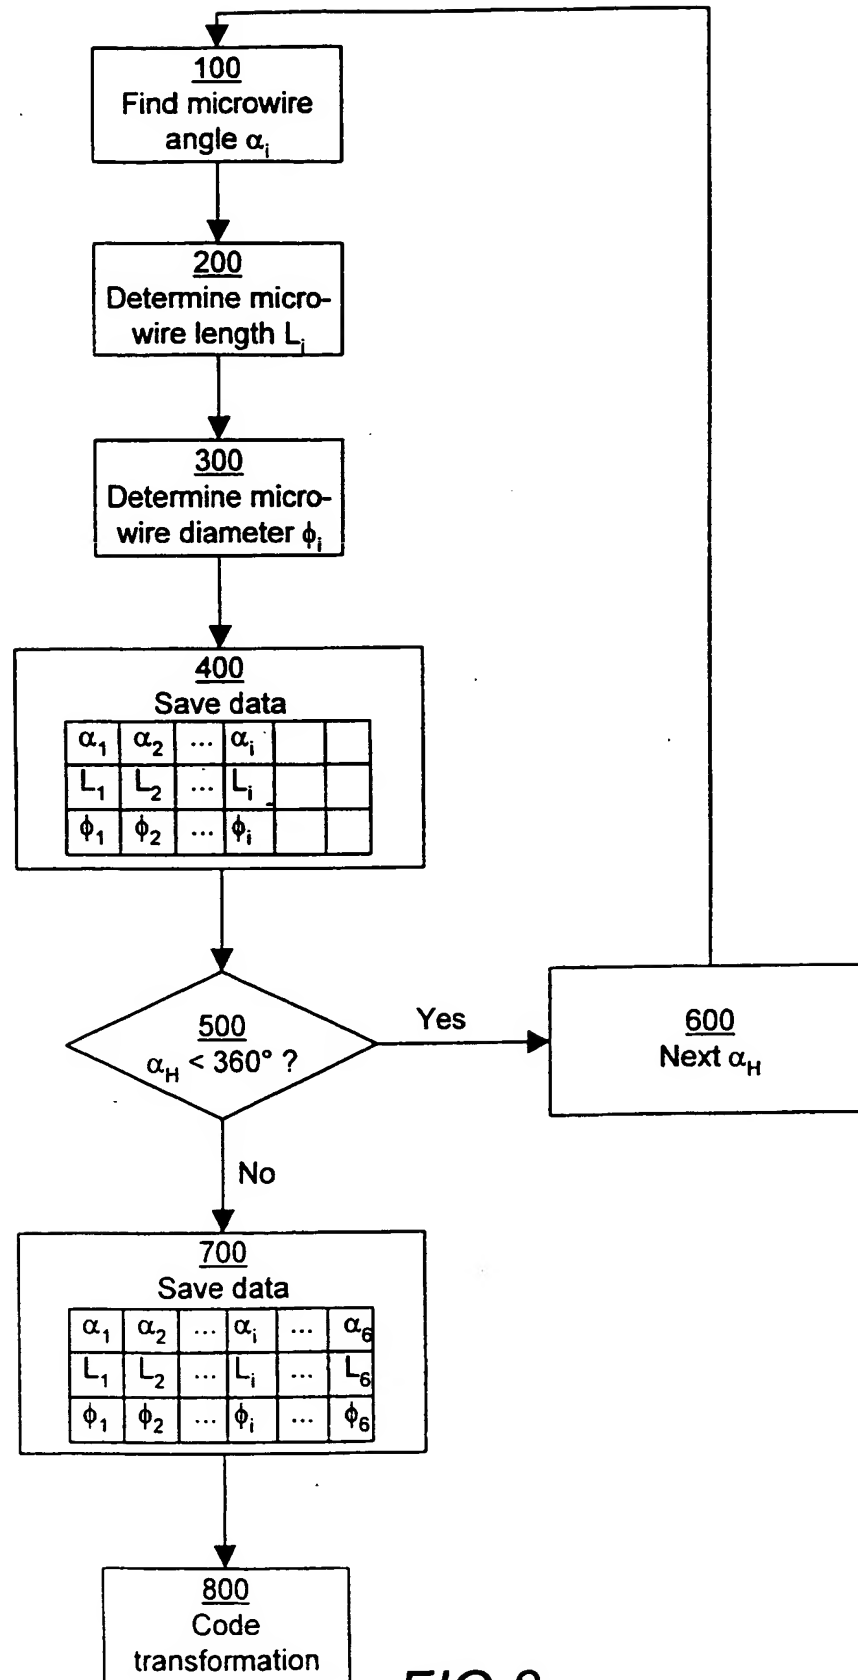 100
Find microwire
angle αi
200
Determine micro-
wire length Li
300
Determine micro-
wire diameter ϕi
400
Save data
α1 α2 ... αi
L1 L2 ... Li
ϕ1 ϕ2 ... ϕi
500
αH < 360° ?
Yes
600
Next αH
No
700
Save data
α1 α2 ... αi ... α6
L1 L2 ... Li ... L6
ϕ1 ϕ2 ... ϕi ... ϕ6
800
Code
transformation